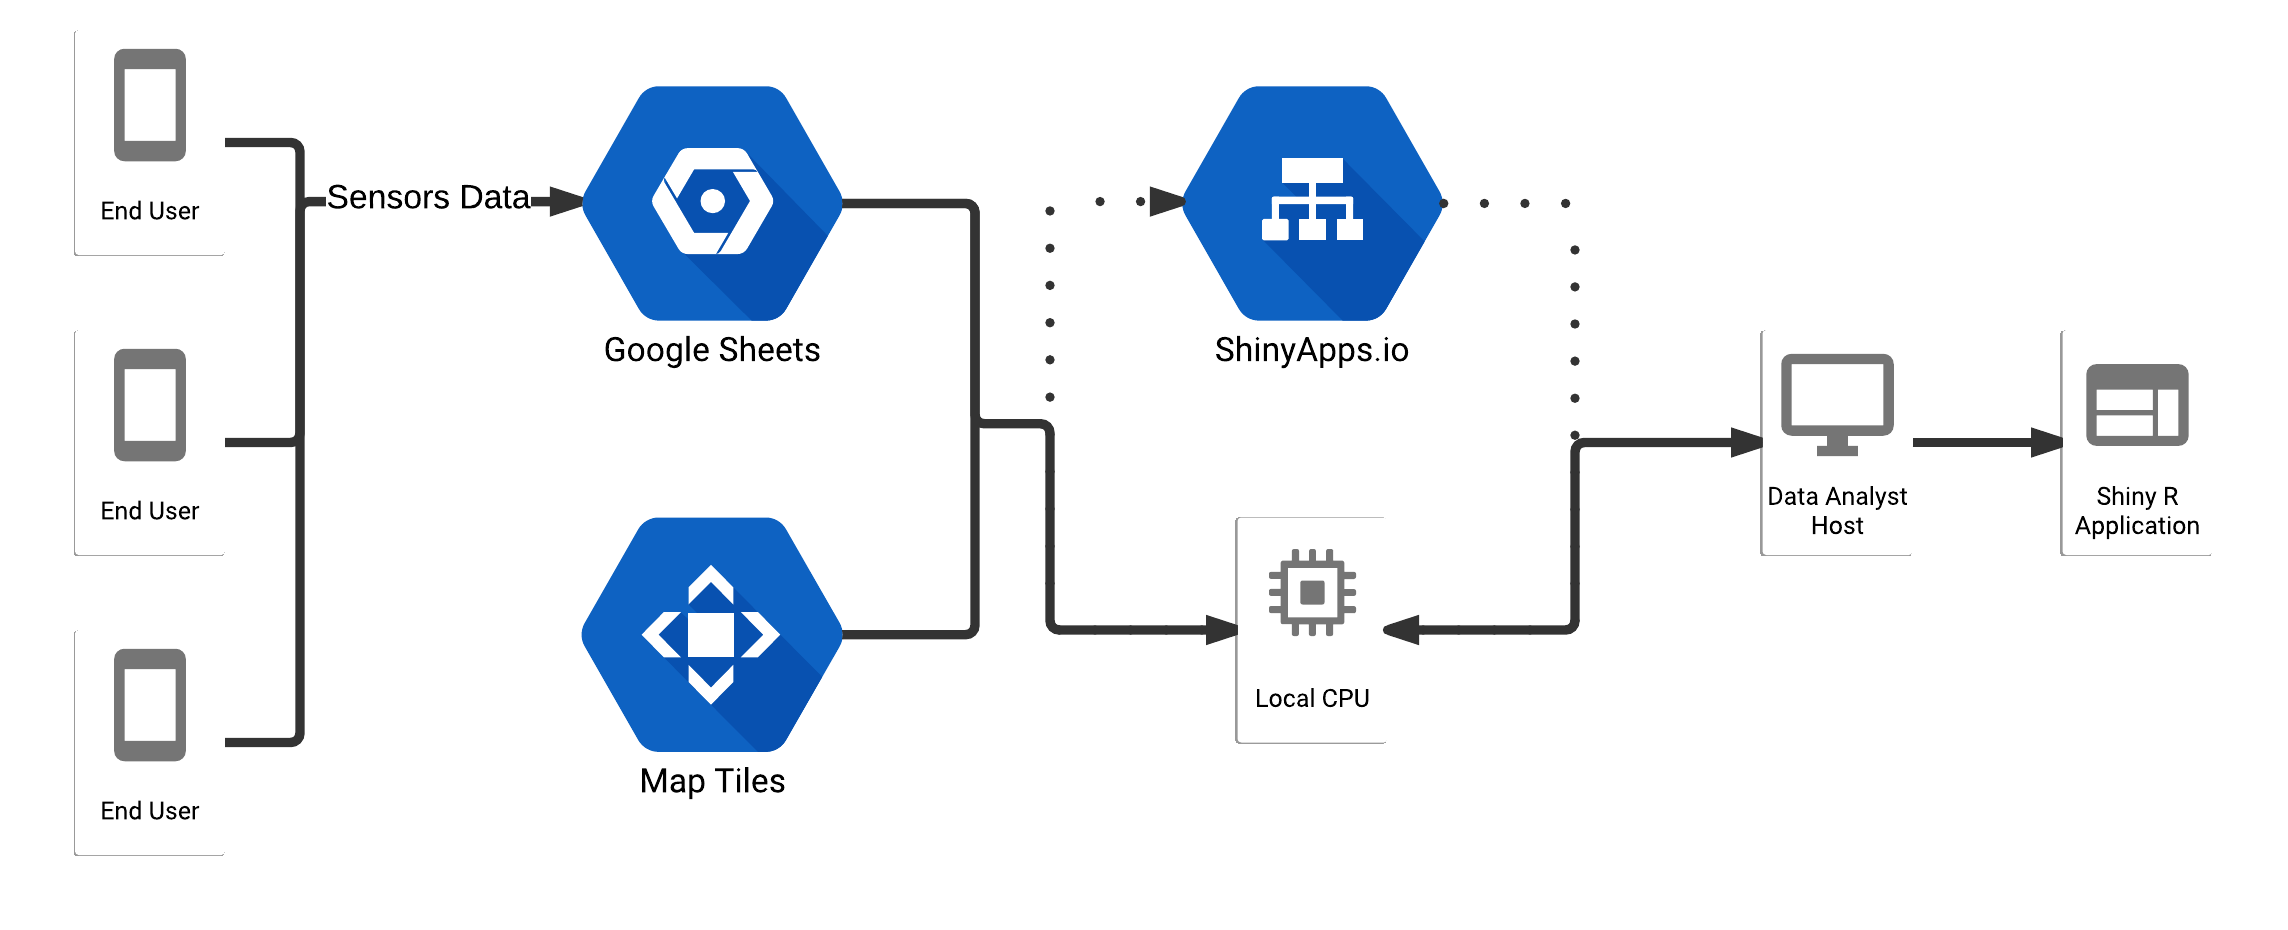 End User
Sensors Data
Google Sheets
ShinyApps.io
End User
Data Analyst
Host
Shiny R
Application
Local CPU
Map Tiles
End User